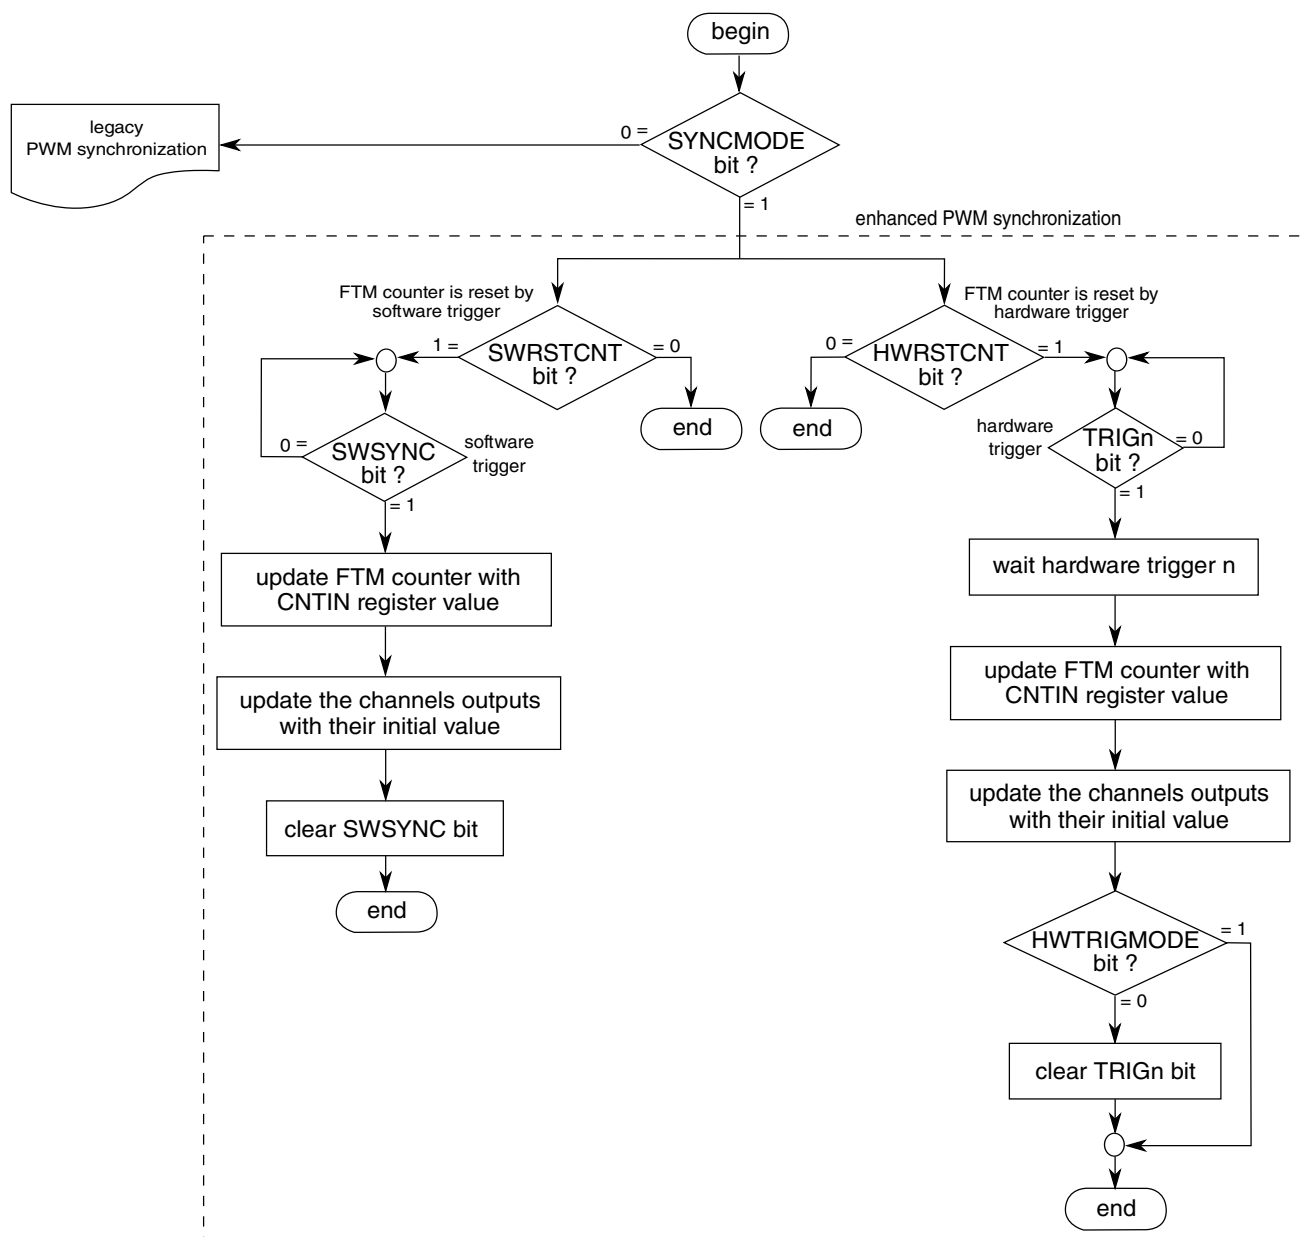 begin
legacy
PWM synchronization
0 =
SYNCMODE
bit ?
= 1
enhanced PWM synchronization
FTM counter is reset by
software trigger
1 =
SWRSTCNT
bit ?
= 0
end
FTM counter is reset by
hardware trigger
0 =
HWRSTCNT
bit ?
= 1
end
0 =
SWSYNC
bit ?
software
trigger
= 1
hardware
trigger
TRIGn
bit ?
= 0
= 1
update FTM counter with
CNTIN register value
update the channels outputs
with their initial value
clear SWSYNC bit
end
wait hardware trigger n
update FTM counter with
CNTIN register value
update the channels outputs
with their initial value
HWTRIGMODE
bit ?
= 1
= 0
clear TRIGn bit
end